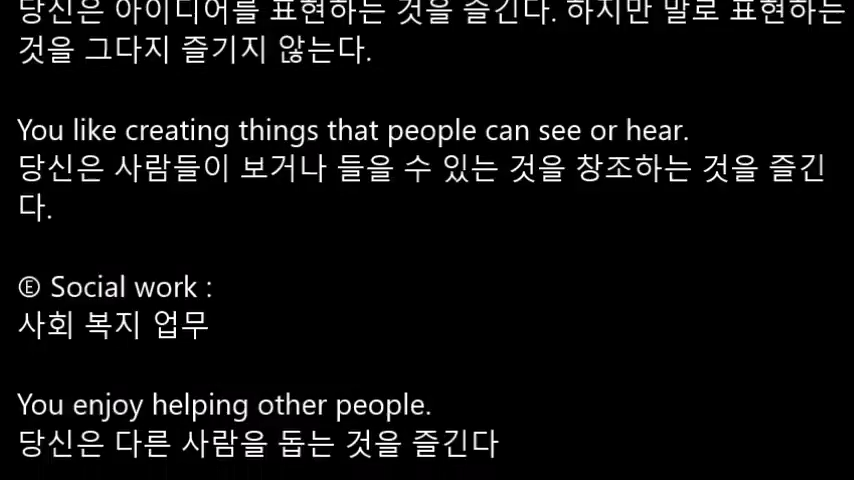 당신은 아이디어를 표현하는 것을 즐긴다. 하지만 말로 표현하는
것을 그다지 즐기지 않는다.
You like creating things that people can see or hear.
당신은 사람들이 보거나 들을 수 있는 것을 창조하는 것을 즐긴
다.
Ⓔ Social work :
사회 복지 업무
You enjoy helping other people.
당신은 다른 사람을 돕는 것을 즐긴다